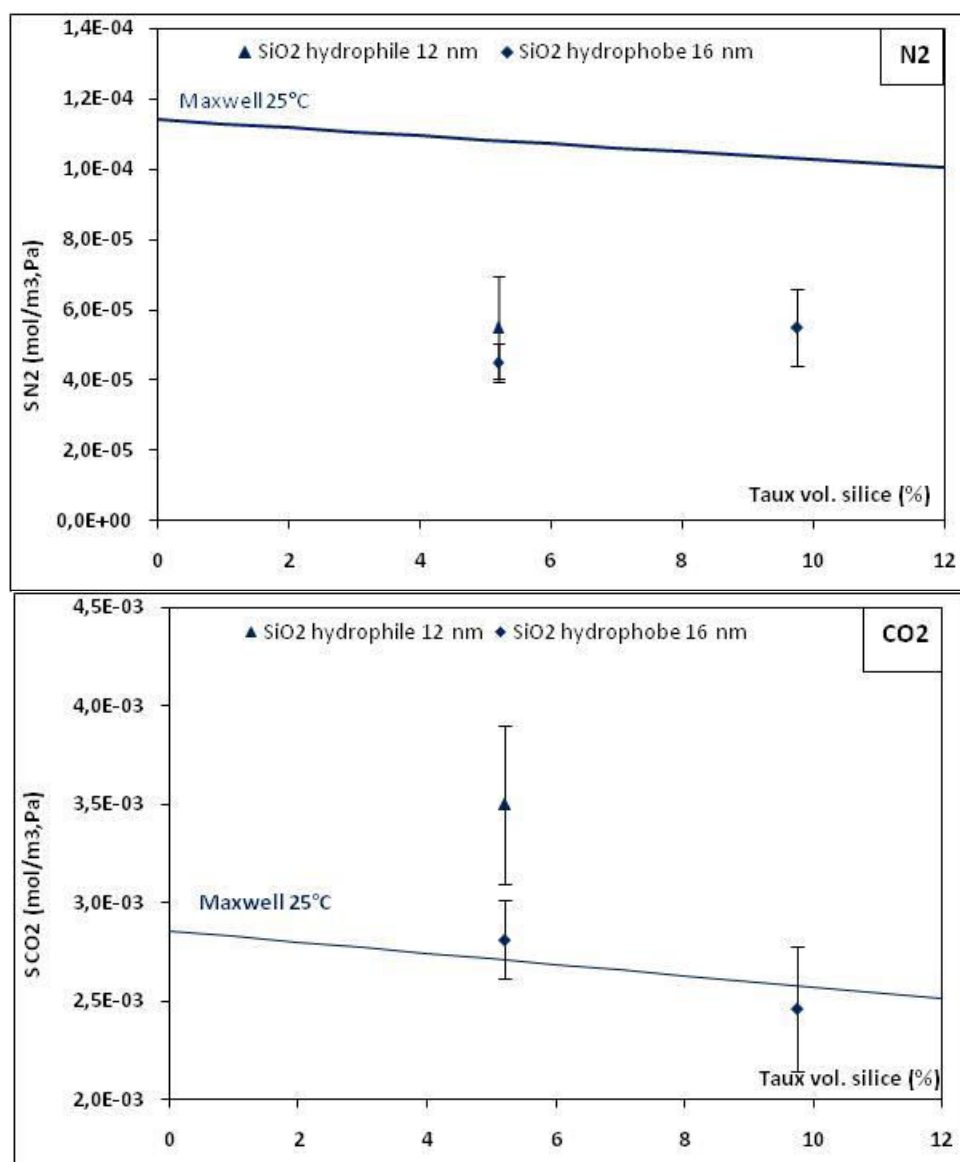 1,4E-04
▲ SiO2 hydrophile 12 nm ◆ SiO2 hydrophobe 16 nm
N2
1,2E-04
Maxwell 25°C
1,0E-04
8,0E-05
6,0E-05
4,0E-05
2,0E-05
0,0E+00
SN2 (mol/m3,Pa)
Taux vol. silice (%)
0 2 4 6 8 10 12
4,5E-03
▲ SiO2 hydrophile 12 nm ◆ SiO2 hydrophobe 16 nm
CO2
4,0E-03
3,5E-03
3,0E-03
Maxwell 25°C
2,5E-03
2,0E-03
SCO2 (mol/m3,Pa)
Taux vol. silice (%)
0 2 4 6 8 10 12